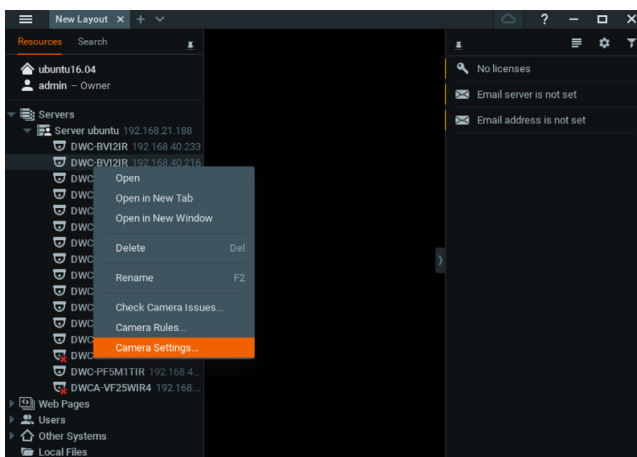 New Layout
Resources Search
ubuntu16.04
admin – Owner
Servers
Server ubuntu 192.168.21.188
DWC-BVI2IR 192.168.40.233
DWC-BVI2IR 192.168.40.216
DWC
DWC
DWC
DWC
DWC
DWC
DWC
DWC
DWC
DWC
DWC
DWC
DWC-PF5M1TIR 192.168.4...
DWCA-VF25WIR4 192.168....
Web Pages
Users
Other Systems
Local Files
Open
Open in New Tab
Open in New Window
Delete Del
Rename F2
Check Camera Issues...
Camera Rules...
Camera Settings...
?
No licenses
Email server is not set
Email address is not set